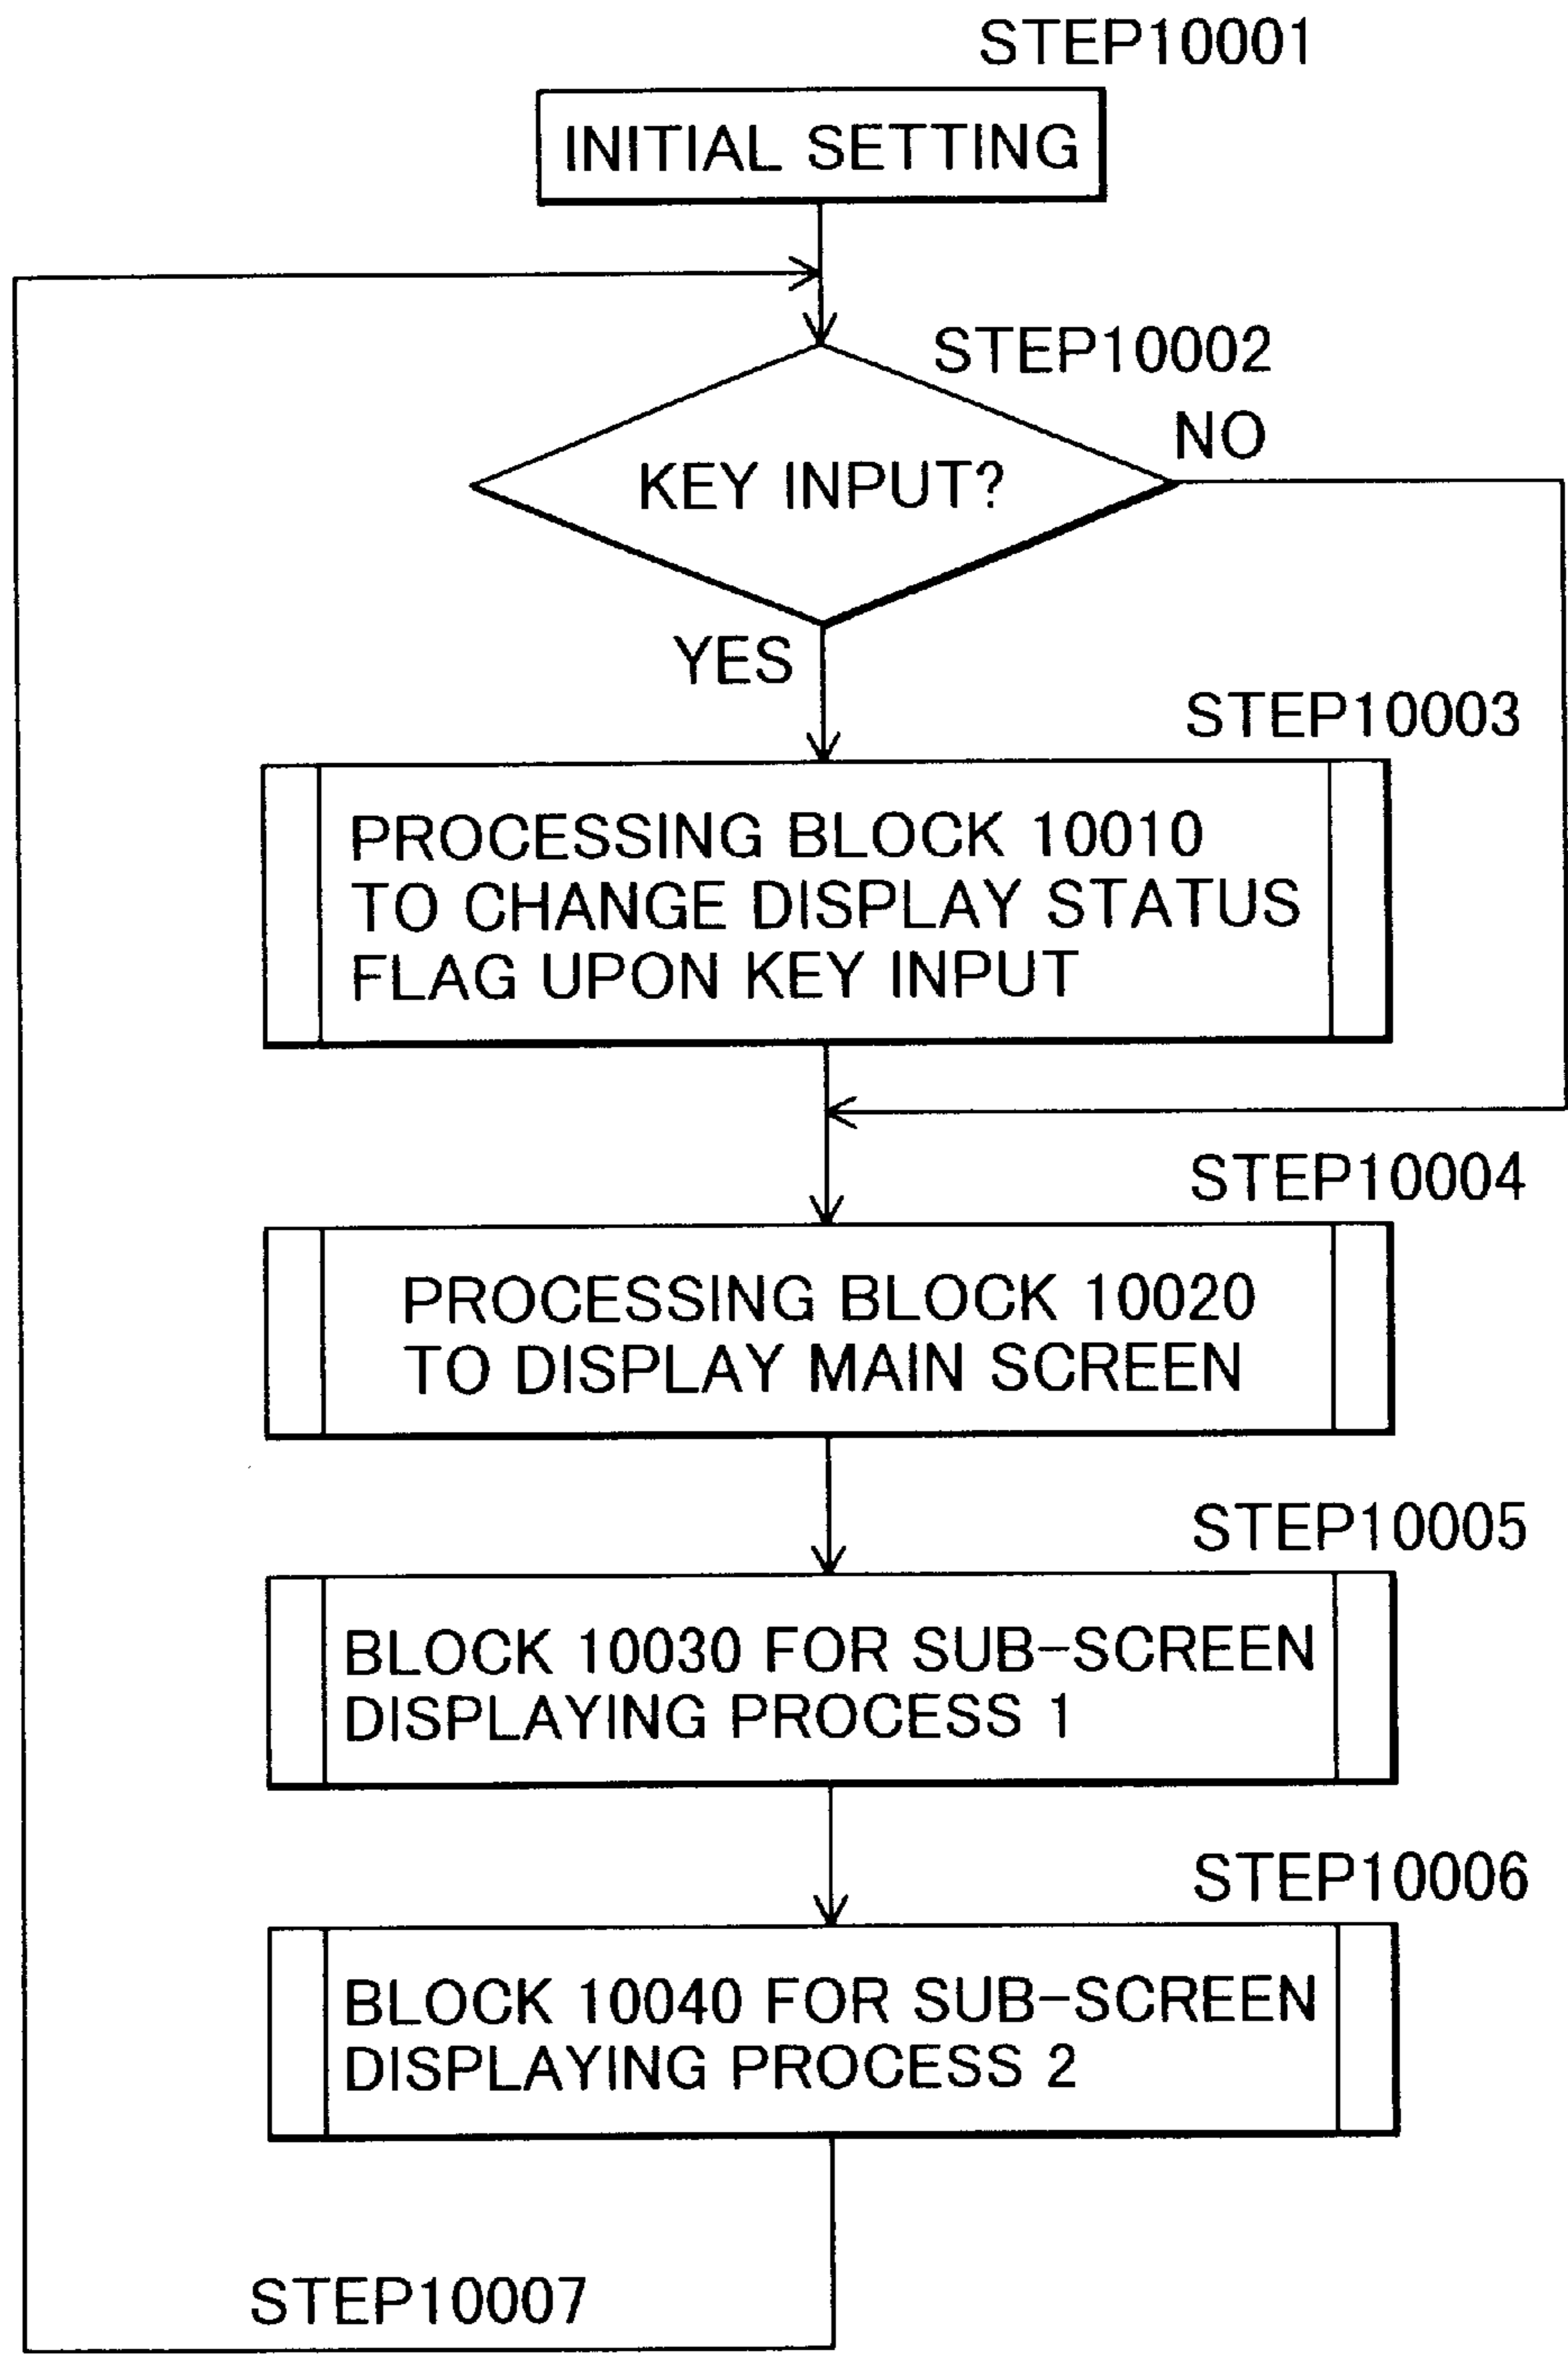 STEP10001
INITIAL SETTING
STEP10002
NO
KEY INPUT?
YES
STEP10003
PROCESSING BLOCK 10010
TO CHANGE DISPLAY STATUS
FLAG UPON KEY INPUT
STEP10004
PROCESSING BLOCK 10020
TO DISPLAY MAIN SCREEN
STEP10005
BLOCK 10030 FOR SUB-SCREEN
DISPLAYING PROCESS 1
STEP10006
BLOCK 10040 FOR SUB-SCREEN
DISPLAYING PROCESS 2
STEP10007